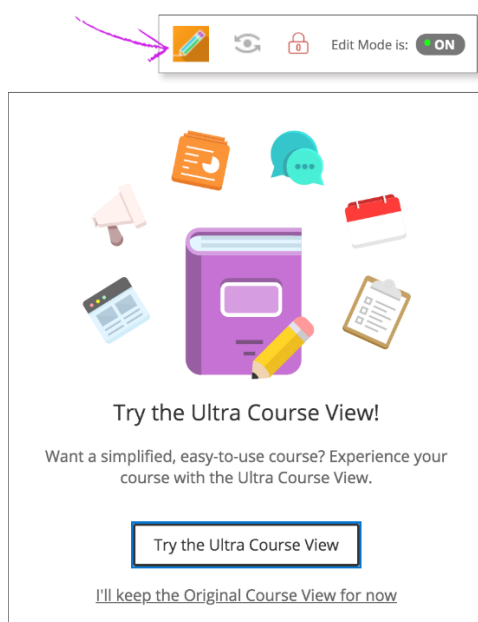 0
Edit Mode is: ON
Try the Ultra Course View!
Want a simplified, easy-to-use course? Experience your
course with the Ultra Course View.
Try the Ultra Course View
I'll keep the Original Course View for now